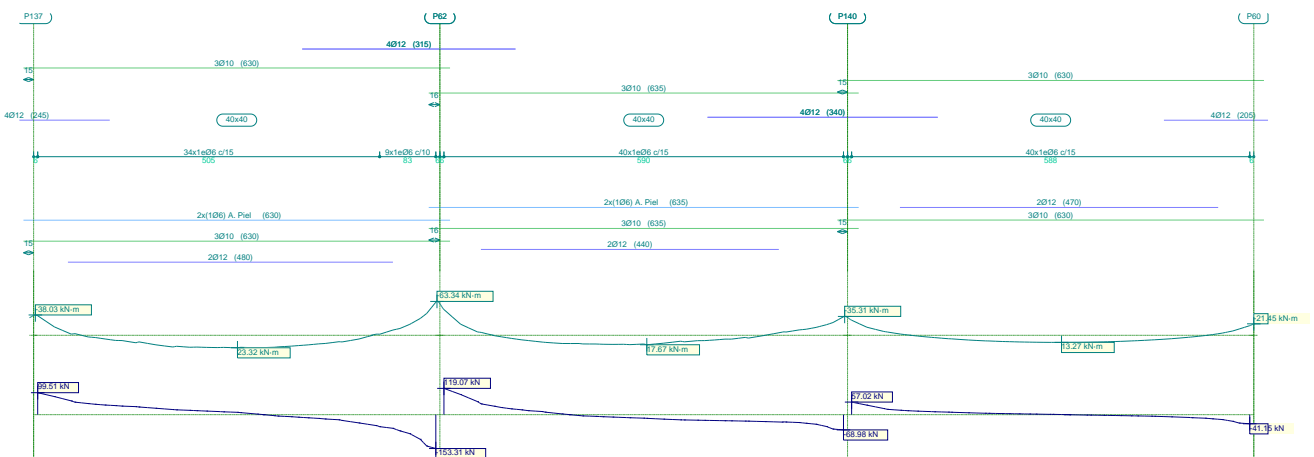 P137 P62 P140 P60
4Ø12 (315)
3Ø10 (630)
15
3Ø10 (630)
15
3Ø10 (635)
16
4Ø12 (245)
40x40
40x40
4Ø12 (340)
40x40
4Ø12 (205)
34x1eØ6 c/15 9x1eØ6 c/10 40x1eØ6 c/15 40x1eØ6 c/15
505 83 590 588
2x(1Ø6) A. Piel (635)
2Ø12 (470)
2x(1Ø6) A. Piel (630)
3Ø10 (630)
3Ø10 (635)
15
16
3Ø10 (630)
15
2Ø12 (440)
2Ø12 (480)
-63.34 kN·m
-38.03 kN·m
-35.31 kN·m
-21.45 kN·m
23.32 kN·m
17.67 kN·m
13.27 kN·m
99.51 kN
119.07 kN
57.02 kN
-153.31 kN
-68.98 kN
-41.15 kN